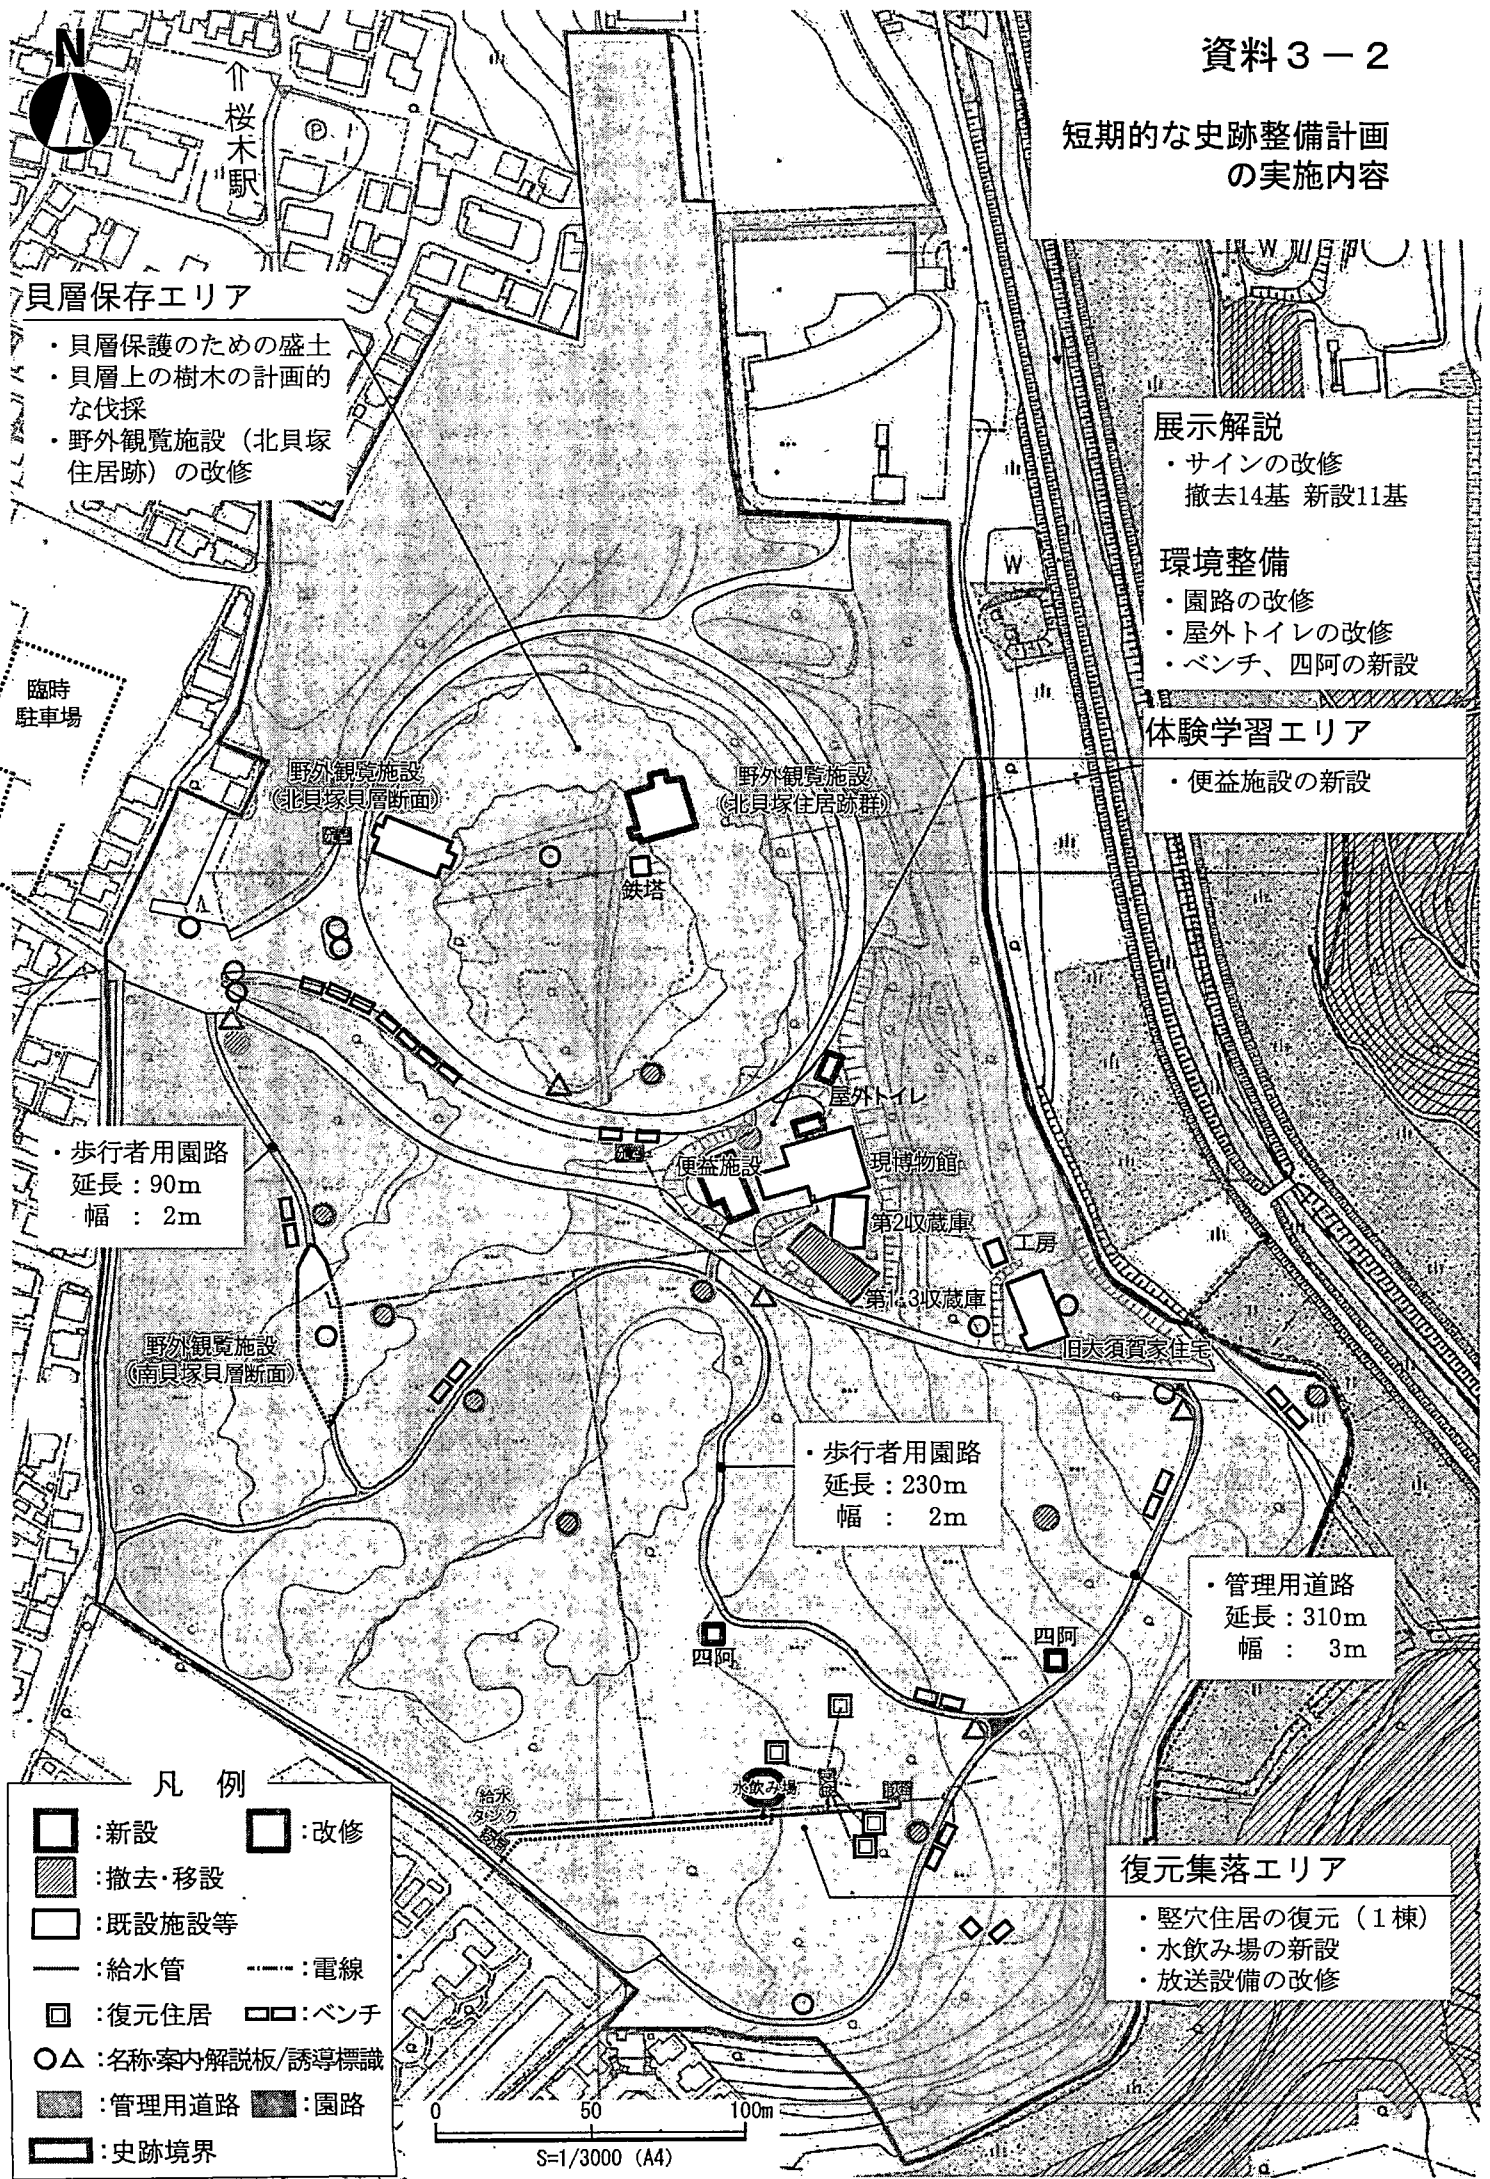 資料3-2
短期的な史跡整備計画
の実施内容
N
⇑桜木駅
P
W
貝層保存エリア
・貝層保護のための盛土
・貝層上の樹木の計画的
な伐採
・野外観覧施設（北貝塚
住居跡）の改修
展示解説
・サインの改修
撤去14基 新設11基
環境整備
・園路の改修
・屋外トイレの改修
・ベンチ、四阿の新設
W
体験学習エリア
・便益施設の新設
臨時
駐車場
野外観覧施設
(北貝塚貝層断面)
野外観覧施設
(北貝塚住居跡群)
鉄塔
屋外トイレ
便益施設
現博物館
第2収蔵庫
第1・3収蔵庫
工房
旧大須賀家住宅
・歩行者用園路
延長：90m
幅 ： 2m
野外観覧施設
(南貝塚貝層断面)
・歩行者用園路
延長：230m
幅 ： 2m
・管理用道路
延長：310m
幅 ： 3m
四阿
四阿
水飲み場
給水
タンク
復元集落エリア
・竪穴住居の復元（1棟）
・水飲み場の新設
・放送設備の改修
凡 例
：新設 ：改修
：撤去・移設
：既設施設等
：給水管 ：電線
：復元住居 ：ベンチ
○△：名称・案内・解説板/誘導標識
：管理用道路 ：園路
：史跡境界
0 50 100m
S=1/3000 (A4)